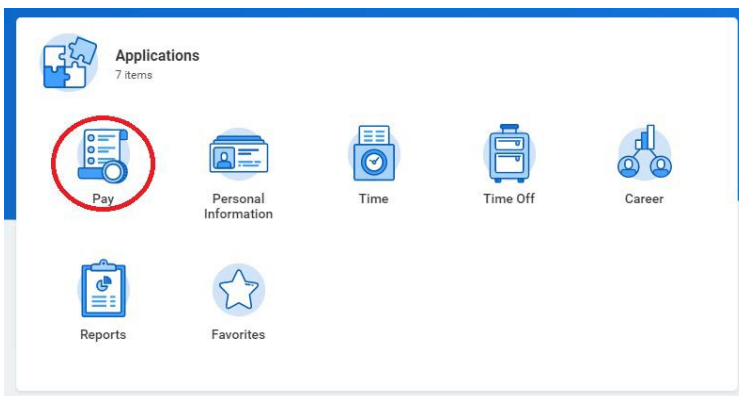 Applications
7 items
Pay
Personal
Information
Time
Time Off
Career
Reports
Favorites